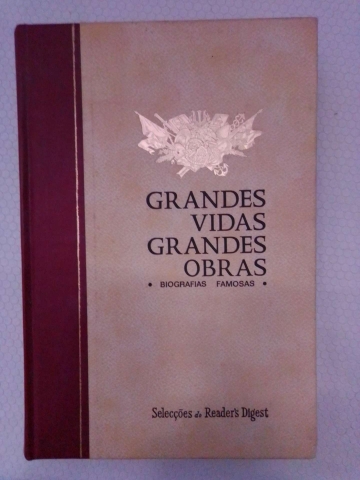 GRANDES
VIDAS
GRANDES
OBRAS
• BIOGRAFIAS FAMOSAS •
Selecções do Reader's Digest